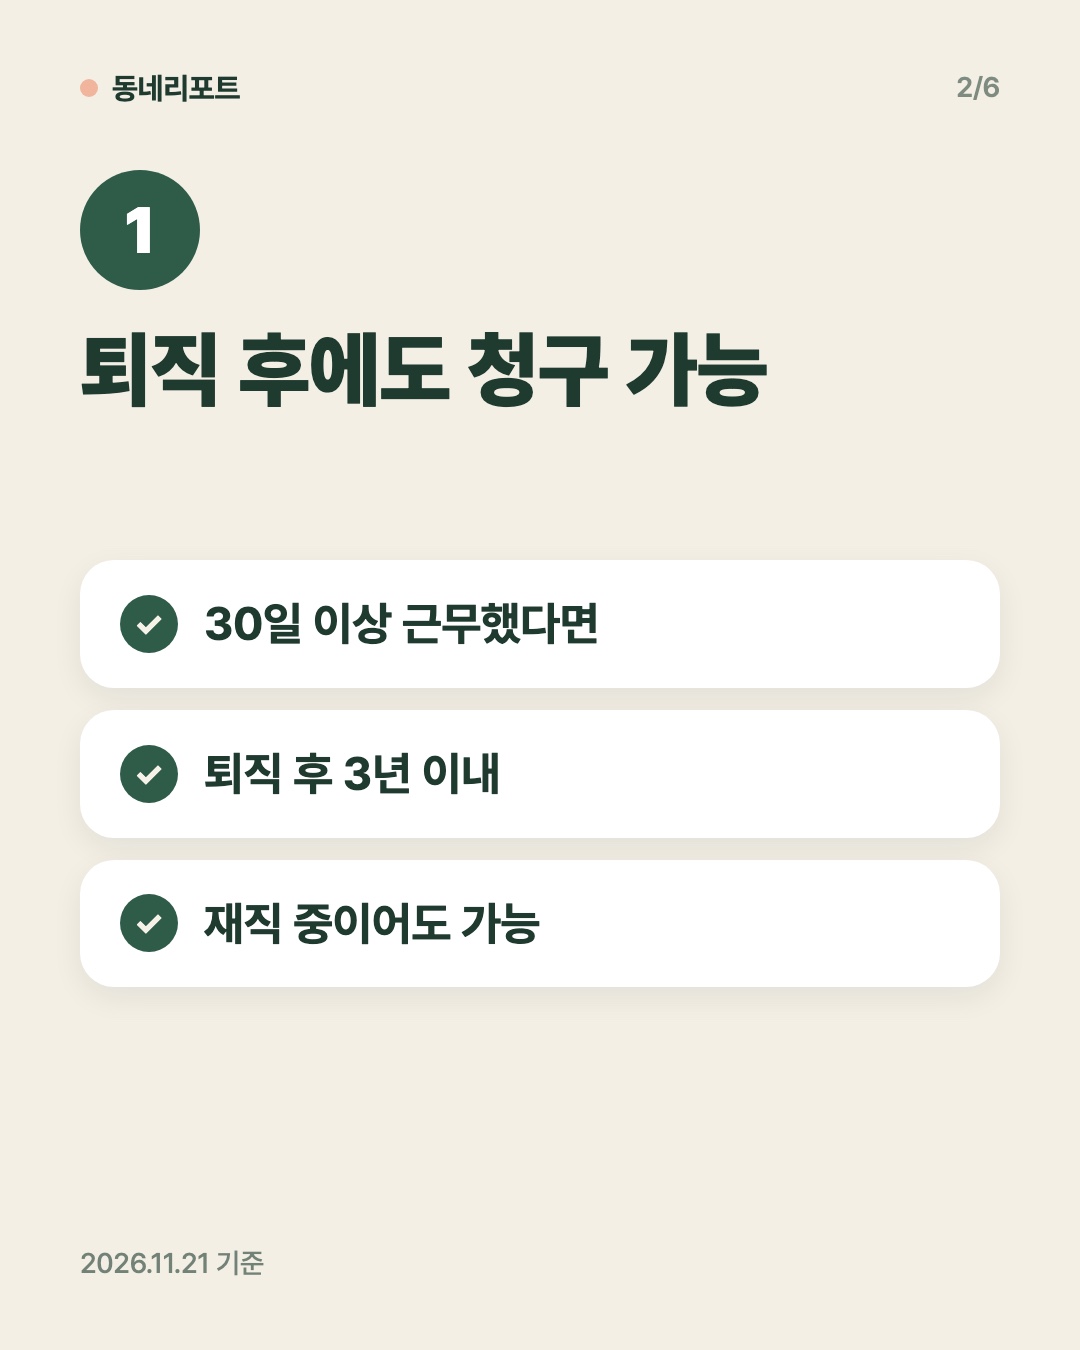 동네리포트
2/6
1
퇴직 후에도 청구 가능
30일 이상 근무했다면
퇴직 후 3년 이내
재직 중이어도 가능
2026.11.21 기준